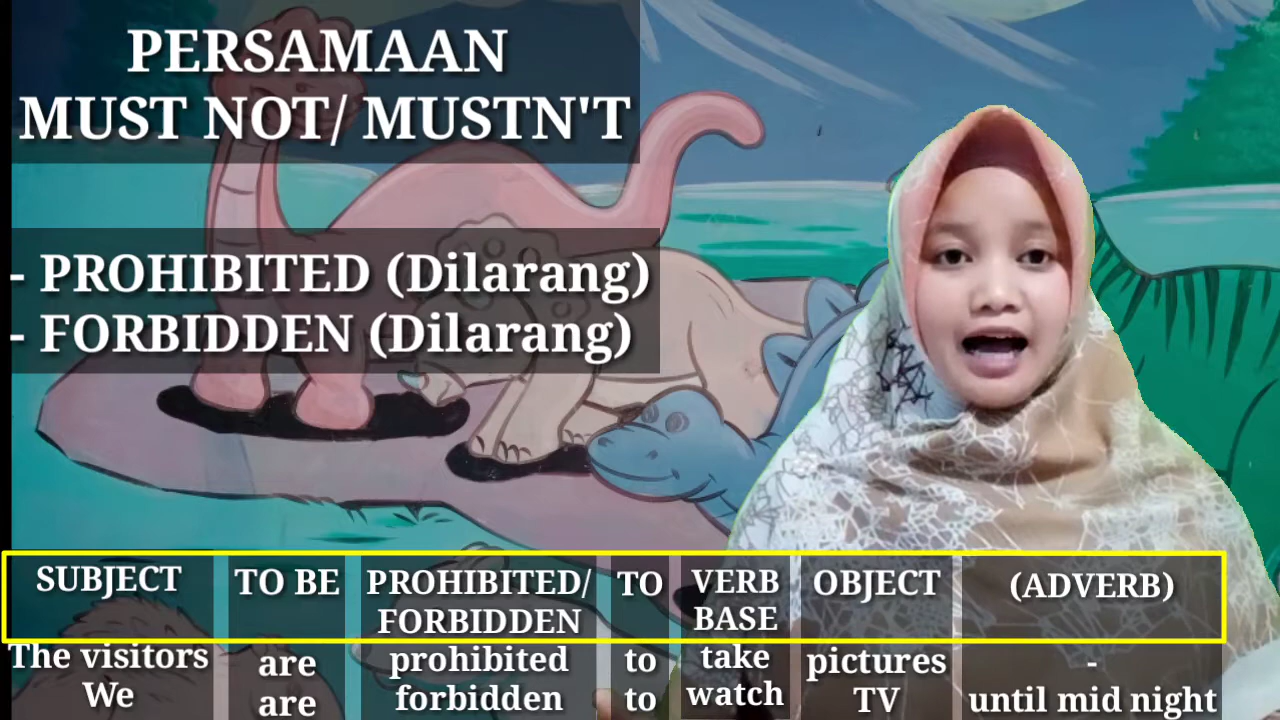 PERSAMAAN
MUST NOT/ MUSTN'T
- PROHIBITED (Dilarang)
- FORBIDDEN (Dilarang)
SUBJECT TO BE PROHIBITED/ FORBIDDEN TO VERB BASE OBJECT (ADVERB)
The visitors are prohibited to take pictures -
We are forbidden to watch TV until mid night